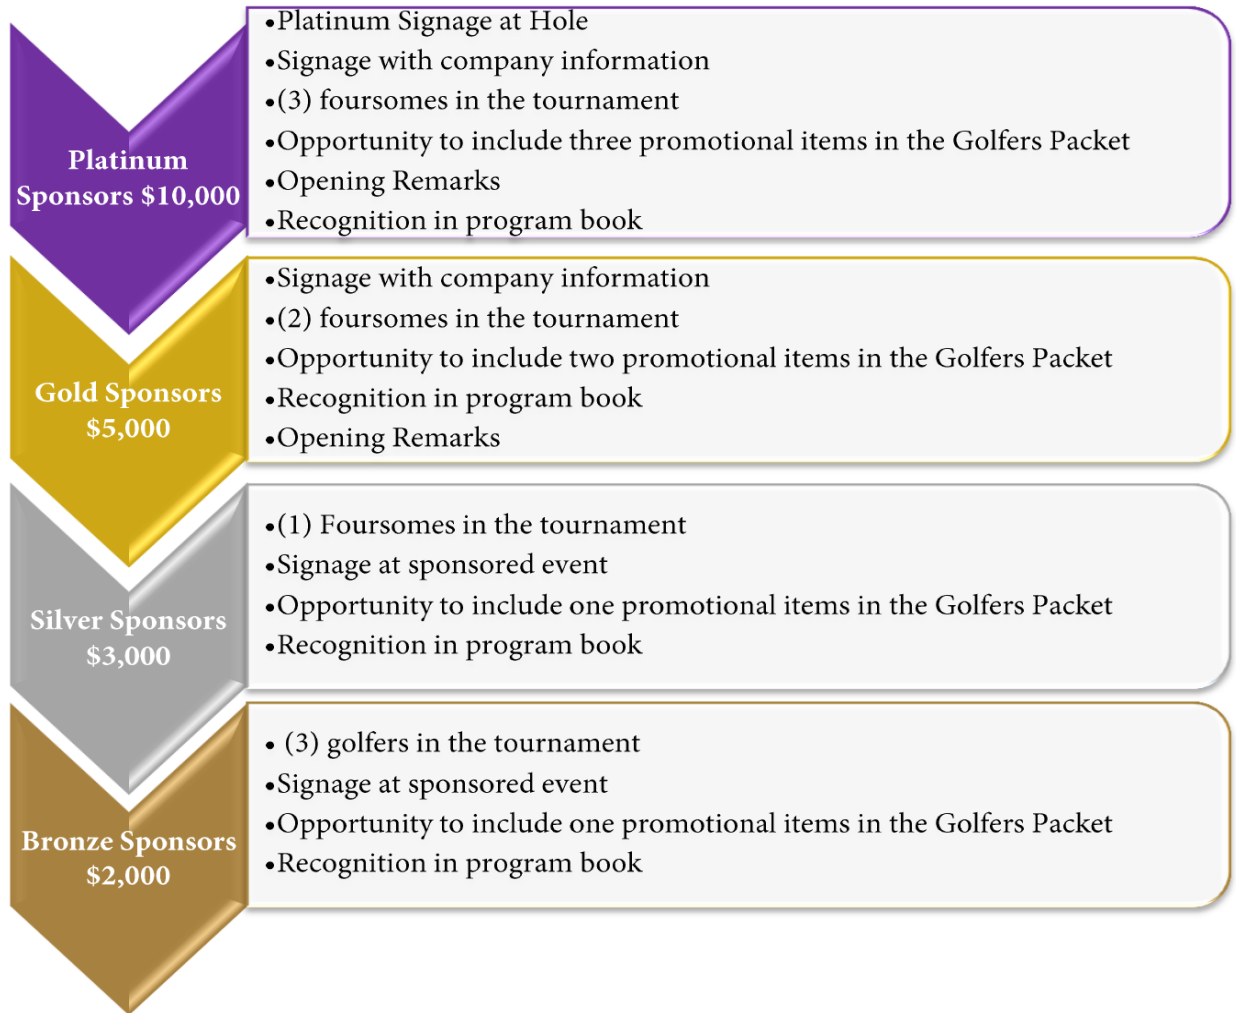 Platinum
Sponsors $10,000
•Platinum Signage at Hole
•Signage with company information
•(3) foursomes in the tournament
•Opportunity to include three promotional items in the Golfers Packet
•Opening Remarks
•Recognition in program book
Gold Sponsors
$5,000
•Signage with company information
•(2) foursomes in the tournament
•Opportunity to include two promotional items in the Golfers Packet
•Recognition in program book
•Opening Remarks
Silver Sponsors
$3,000
•(1) Foursomes in the tournament
•Signage at sponsored event
•Opportunity to include one promotional items in the Golfers Packet
•Recognition in program book
Bronze Sponsors
$2,000
• (3) golfers in the tournament
•Signage at sponsored event
•Opportunity to include one promotional items in the Golfers Packet
•Recognition in program book